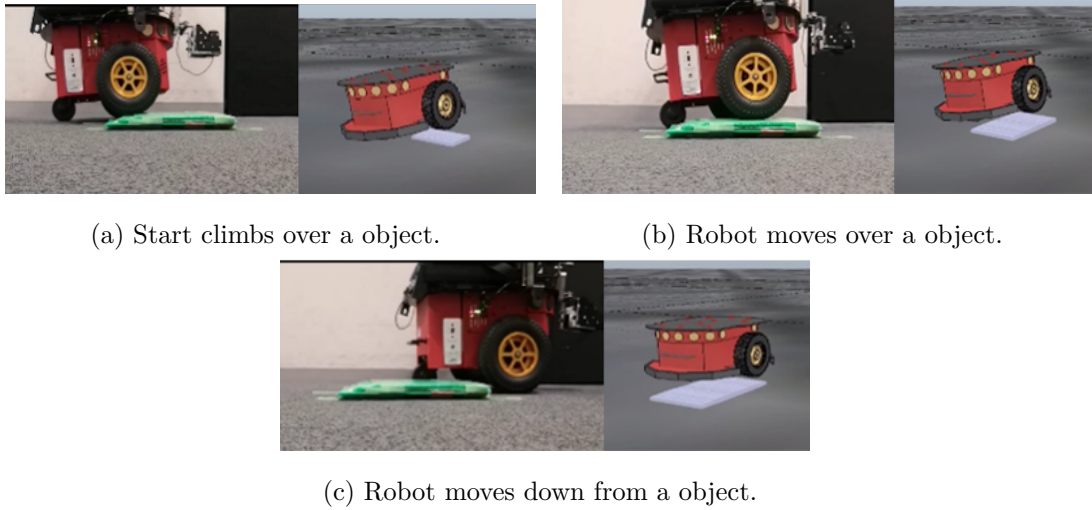 (a) Start climbs over a object.
(b) Robot moves over a object.
(c) Robot moves down from a object.